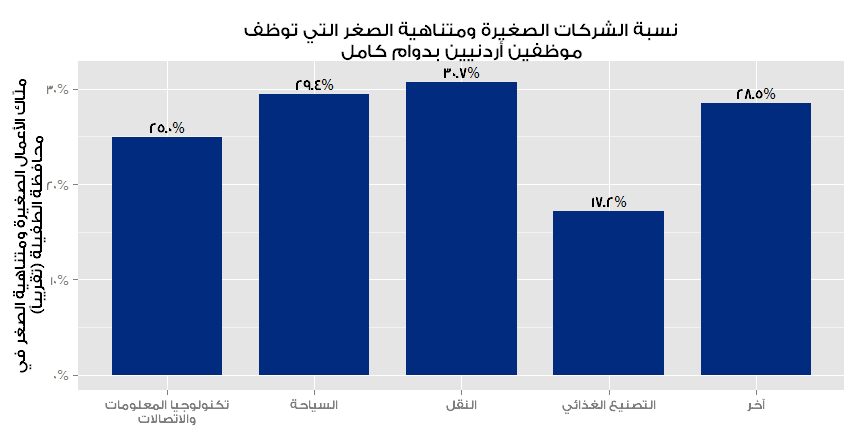 نسبة الشركات الصغيرة ومتناهية الصغر التي توظف
موظفين أردنيين بدوام كامل
ملّاك الأعمال الصغيرة ومتناهية الصغر في
محافظة الطفيلة (تقريباً)
٣٠%
٢٠%
١٠%
٠%
٢٥.٠%
٢٩.٤%
٣٠.٧%
١٧.٢%
٢٨.٥%
تكنولوجيا المعلومات
والاتصالات
السياحة
النقل
التصنيع الغذائي
آخر